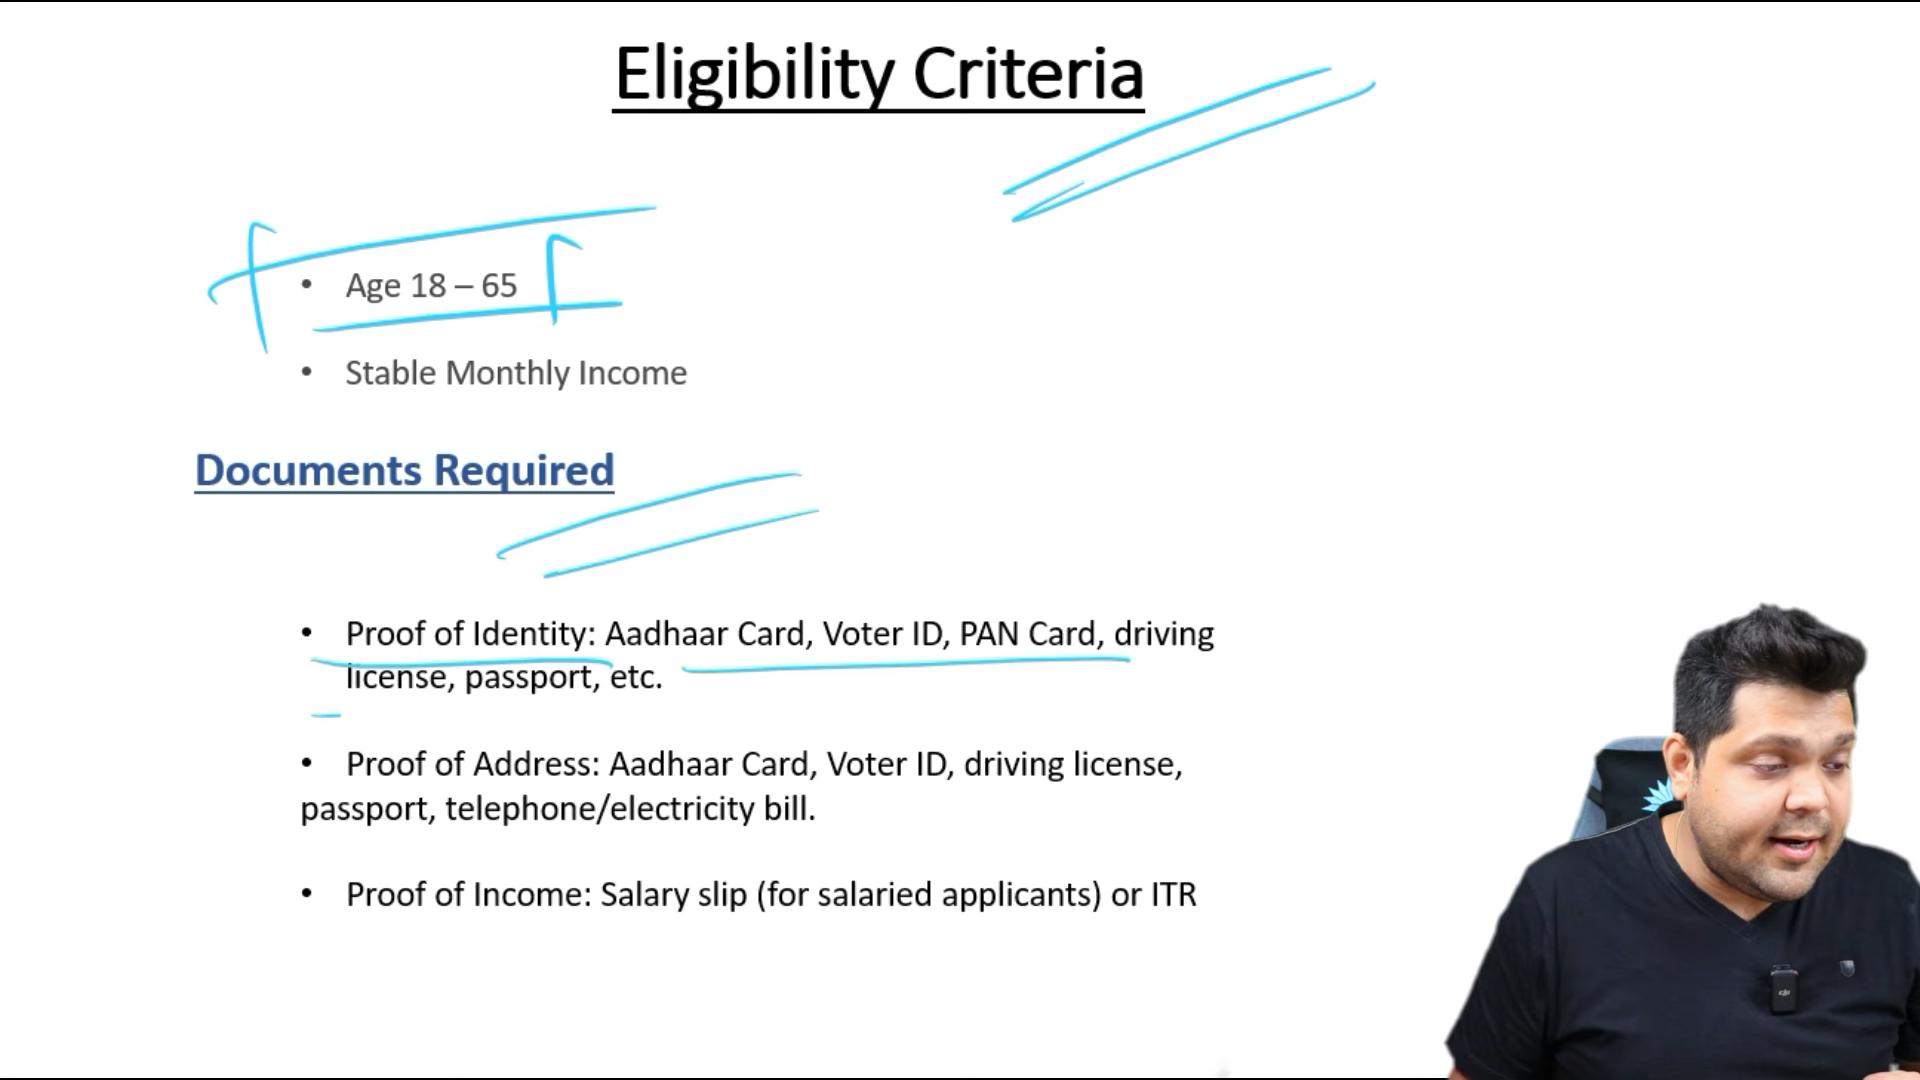 Eligibility Criteria
• Age 18 – 65
• Stable Monthly Income
Documents Required
• Proof of Identity: Aadhaar Card, Voter ID, PAN Card, driving
license, passport, etc.
• Proof of Address: Aadhaar Card, Voter ID, driving license,
passport, telephone/electricity bill.
• Proof of Income: Salary slip (for salaried applicants) or ITR
dji